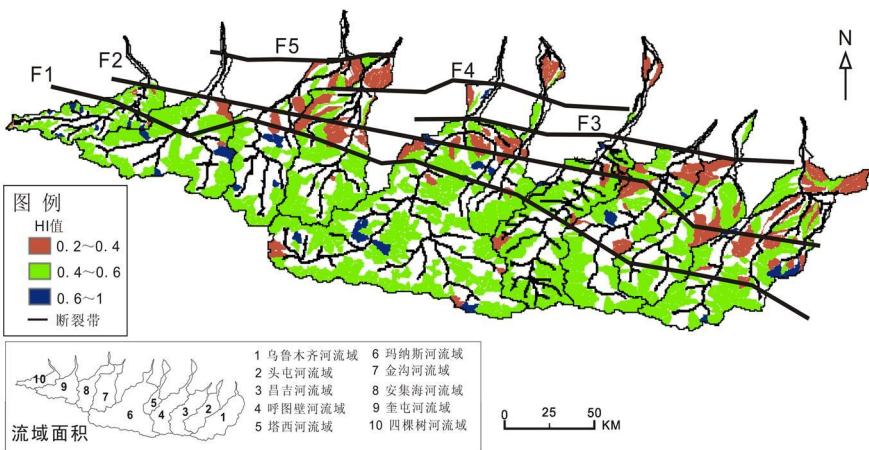 F5
F4
F2
F1
F3
N
图 例
HI值
0.2～0.4
0.4～0.6
0.6～1
断裂带
1 乌鲁木齐河流域
2 头屯河流域
3 昌吉河流域
4 呼图壁河流域
5 塔西河流域
6 玛纳斯河流域
7 金沟河流域
8 安集海河流域
9 奎屯河流域
10 四棵树河流域
10
9
8
7
6
5
4
3
2
1
流域面积
0 25 50
KM